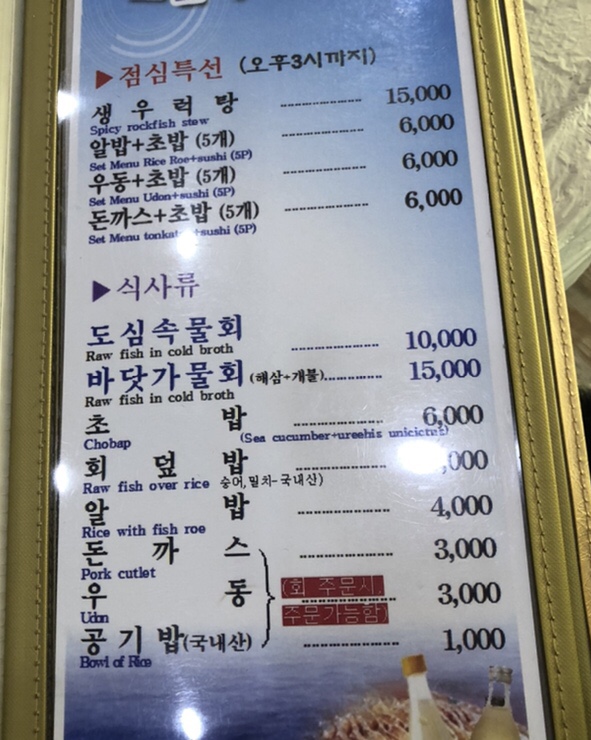 ▶점심특선 (오후3시까지)
생우럭탕 15,000
Spicy rockfish stew
알밥+초밥 (5개) 6,000
Set Menu Rice Roe+sushi (5P)
우동+초밥 (5개) 6,000
Set Menu Udon+sushi (5P)
돈까스+초밥 (5개) 6,000
Set Menu sushi (5P)
▶식사류
도심속물회 10,000
Raw fish in cold broth
바닷가물회 (해삼+개불) 15,000
Raw fish in cold broth
초밥 6,000
Chobap (Sea cucumber+ureehis unicictus)
회덮밥 ,000
Raw fish over rice 숭어,밀치-국내산)
알밥 4,000
Rice with fish roe
돈까스 3,000
Pork cutlet
(회 주문시
우동 3,000
주문가능함)
Udon
공기밥(국내산) 1,000
Bowl of Rice